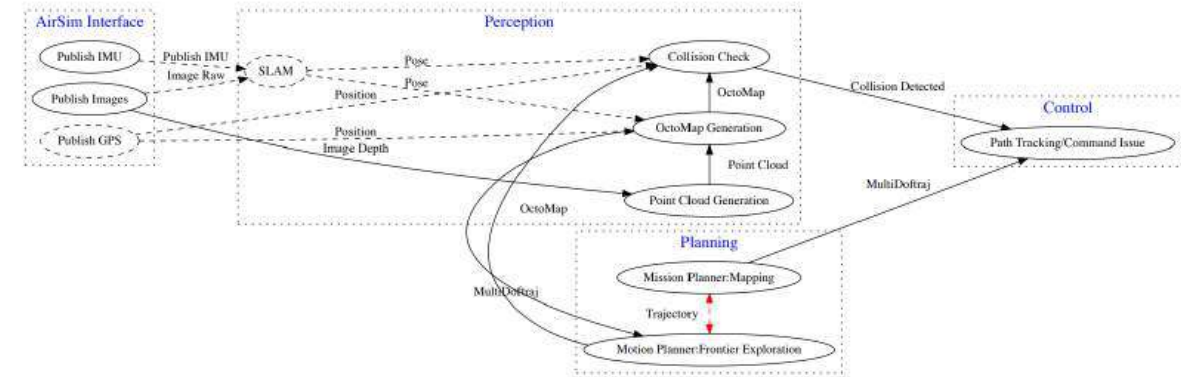 AirSim Interface
Perception
Publish IMU
Publish IMU
Image Raw
SLAM
Pose
Collision Check
Publish Images
Pose
OctoMap
Collision Detected
Control
Position
Publish GPS
Position
OctoMap Generation
Path Tracking/Command Issue
Image Depth
Point Cloud
MultiDoftraj
Point Cloud Generation
OctoMap
Planning
Mission Planner:Mapping
MultiDoftraj
Trajectory
Motion Planner:Frontier Exploration